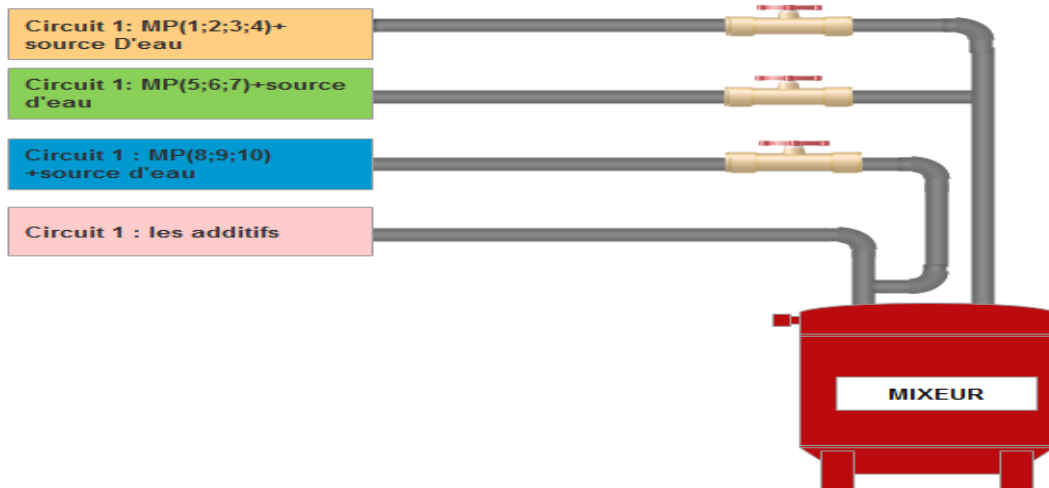 Circuit 1: MP(1;2;3;4)+
source D'eau
Circuit 1: MP(5;6;7)+source
d'eau
Circuit 1 : MP(8;9;10)
+source d'eau
Circuit 1 : les additifs
MIXEUR